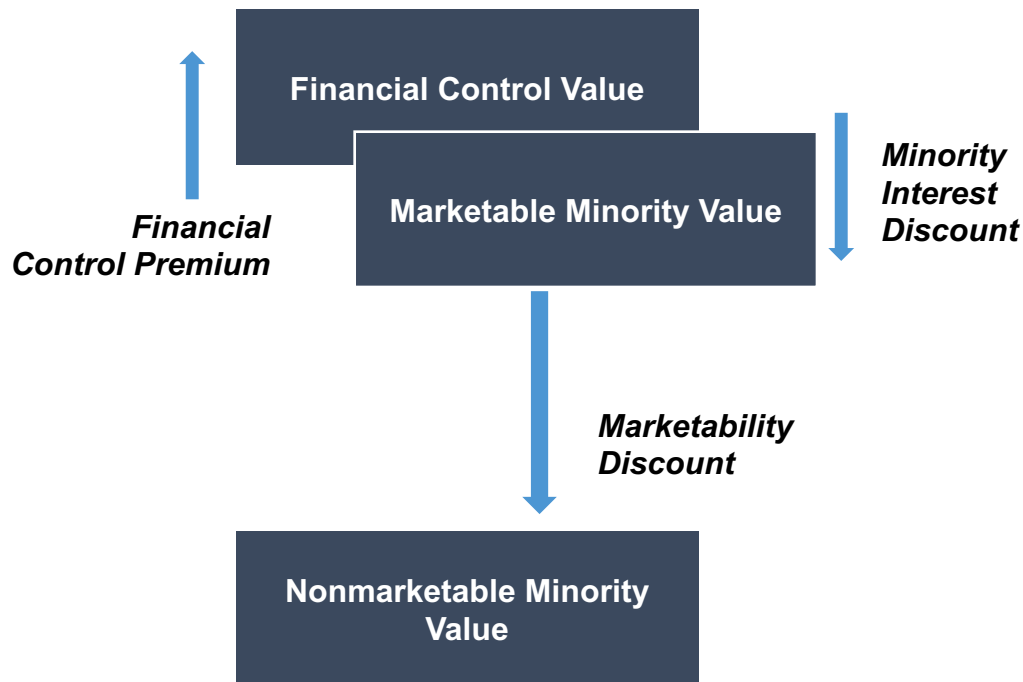 Financial Control Value
Minority
Interest
Discount
Marketable Minority Value
Financial
Control Premium
Marketability
Discount
Nonmarketable Minority
Value